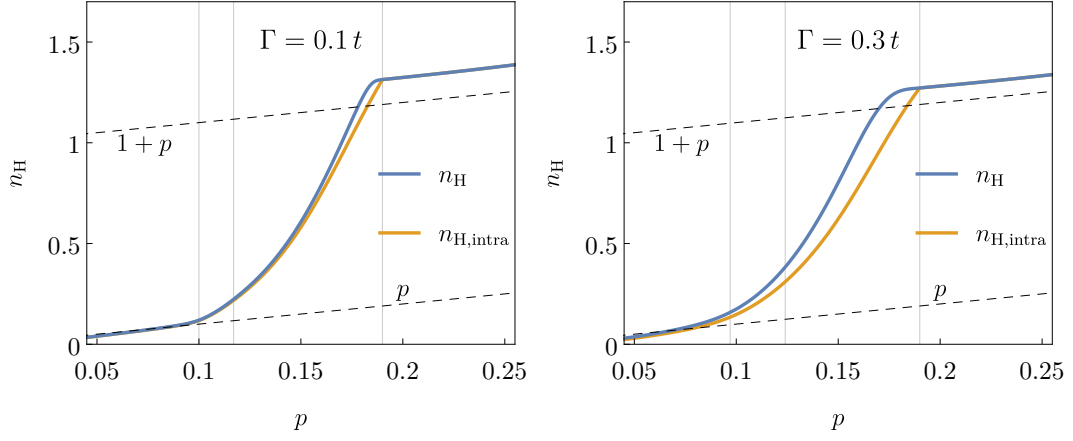 Γ = 0.1 t
1.5
1
0.5
0
n_H
1 + p
n_H
n_H,intra
p
0.05
0.1
0.15
0.2
0.25
p
Γ = 0.3 t
1.5
1
0.5
0
n_H
1 + p
n_H
n_H,intra
p
0.05
0.1
0.15
0.2
0.25
p